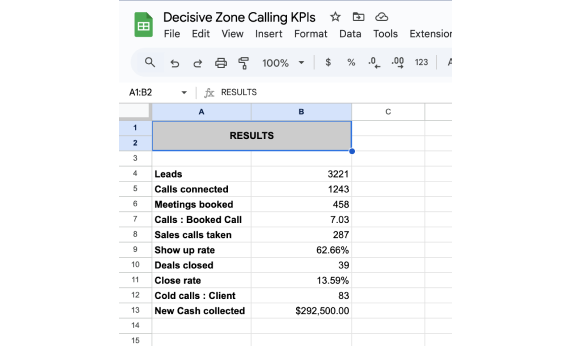 Decisive Zone Calling KPIs
File Edit View Insert Format Data Tools Extension
100% $ % .0 .00 123
A1:B2 fx RESULTS
A B C
1
2
RESULTS
3
4 Leads 3221
5 Calls connected 1243
6 Meetings booked 458
7 Calls : Booked Call 7.03
8 Sales calls taken 287
9 Show up rate 62.66%
10 Deals closed 39
11 Close rate 13.59%
12 Cold calls : Client 83
13 New Cash collected $292,500.00
14
15